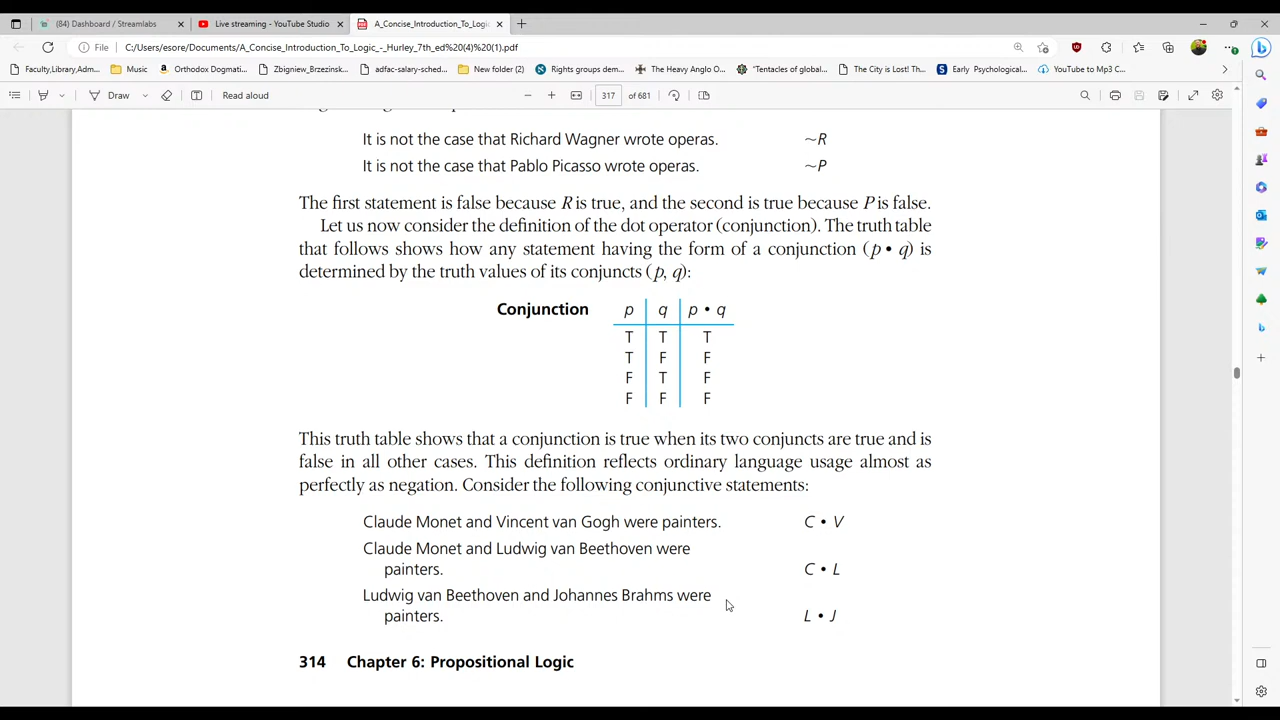 (84) Dashboard / Streamlabs
Live streaming - YouTube Studio
A_Concise_Introduction_To_Logic
File
C:/Users/esore/Documents/A_Concise_Introduction_To_Logic_-_Hurley_7th_ed%20(4)%20(1).pdf
Faculty,Library,Adm...
Music
Orthodox Dogmati...
Zbigniew_Brzezinsk...
adfac-salary-sched...
New folder (2)
Rights groups dem...
The Heavy Anglo O...
"Tentacles of global...
The City is Lost! Th...
Early Psychological...
YouTube to Mp3 C...
Draw
Read aloud
317
of 681
It is not the case that Richard Wagner wrote operas. ~R
It is not the case that Pablo Picasso wrote operas. ~P
The first statement is false because R is true, and the second is true because P is false.
Let us now consider the definition of the dot operator (conjunction). The truth table
that follows shows how any statement having the form of a conjunction (p • q) is
determined by the truth values of its conjuncts (p, q):
Conjunction p q p • q
T T T
T F F
F T F
F F F
This truth table shows that a conjunction is true when its two conjuncts are true and is
false in all other cases. This definition reflects ordinary language usage almost as
perfectly as negation. Consider the following conjunctive statements:
Claude Monet and Vincent van Gogh were painters. C • V
Claude Monet and Ludwig van Beethoven were
painters. C • L
Ludwig van Beethoven and Johannes Brahms were
painters. L • J
314 Chapter 6: Propositional Logic